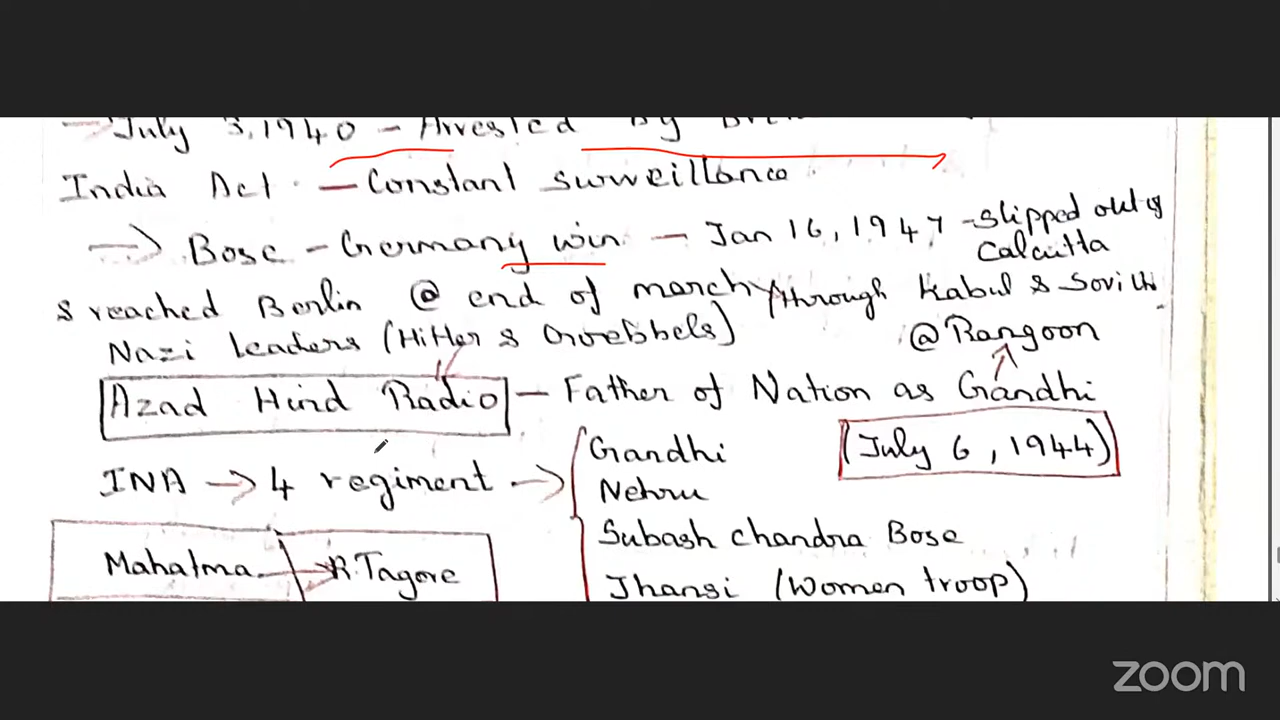 July 3, 1940 - Arrested By
India Act - Constant surveillance
Bose - Germany win - Jan 16, 1947 - slipped out of
Calcutta
& reached Berlin @ end of march through Kabul &
Nazi leaders (Hitler & Goebbels) @ Rangoon
Azad Hind Radio - Father of Nation as Gandhi
(July 6, 1944)
INA → 4 regiment → Gandhi
Nehru
Subash chandra Bose
Mahatma → R.Tagore
Jhansi (Women troop)
zoom